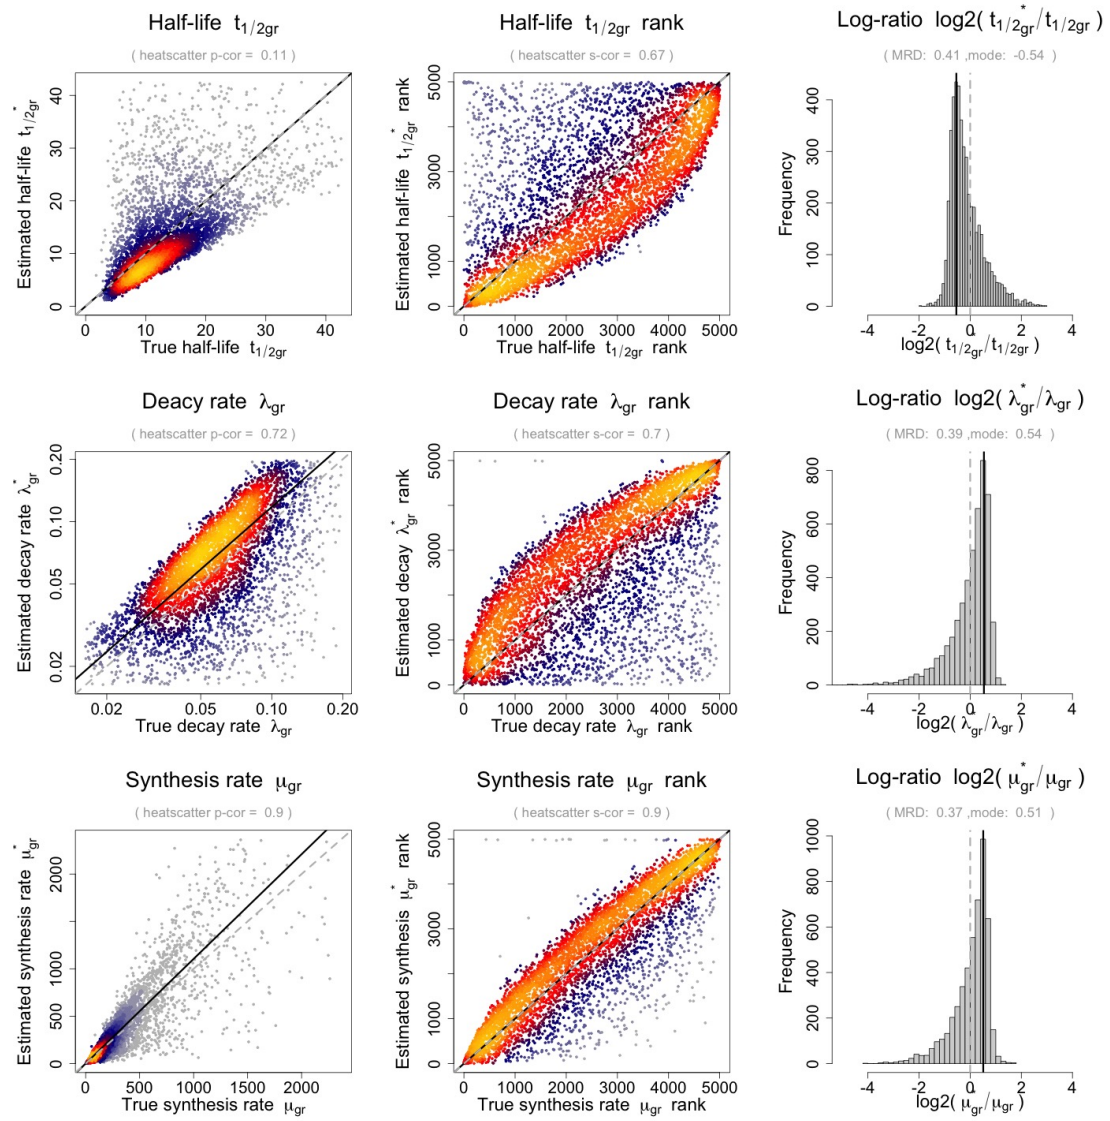 Half-life t1/2gr
( heatscatter p-cor = 0.11 )
Estimated half-life t*1/2gr
40
30
20
10
0
0 10 20 30 40
True half-life t1/2gr
Half-life t1/2gr rank
( heatscatter s-cor = 0.67 )
Estimated half-life t*1/2gr rank
5000
3000
1000
0
0 1000 2000 3000 4000 5000
True half-life t1/2gr rank
Log-ratio log2( t*1/2gr/t1/2gr )
( MRD: 0.41 ,mode: -0.54 )
Frequency
400
300
200
100
0
-4 -2 0 2 4
log2( t*1/2gr/t1/2gr )
Deacy rate λgr
( heatscatter p-cor = 0.72 )
Estimated decay rate λ*gr
0.20
0.10
0.05
0.02
0.02 0.05 0.10 0.20
True decay rate λgr
Decay rate λgr rank
( heatscatter s-cor = 0.7 )
Estimated decay λ*gr rank
5000
3000
1000
0
0 1000 2000 3000 4000 5000
True decay rate λgr rank
Log-ratio log2( λ*gr/λgr )
( MRD: 0.39 ,mode: 0.54 )
Frequency
800
600
400
200
0
-4 -2 0 2 4
log2( λ*gr/λgr )
Synthesis rate μgr
( heatscatter p-cor = 0.9 )
Estimated synthesis rate μ*gr
2000
1000
500
0
0 500 1000 1500 2000
True synthesis rate μgr
Synthesis rate μgr rank
( heatscatter s-cor = 0.9 )
Estimated synthesis μ*gr rank
5000
3000
1000
0
0 1000 2000 3000 4000 5000
True synthesis rate μgr rank
Log-ratio log2( μ*gr/μgr )
( MRD: 0.37 ,mode: 0.51 )
Frequency
1000
800
600
400
200
0
-4 -2 0 2 4
log2( μ*gr/μgr )